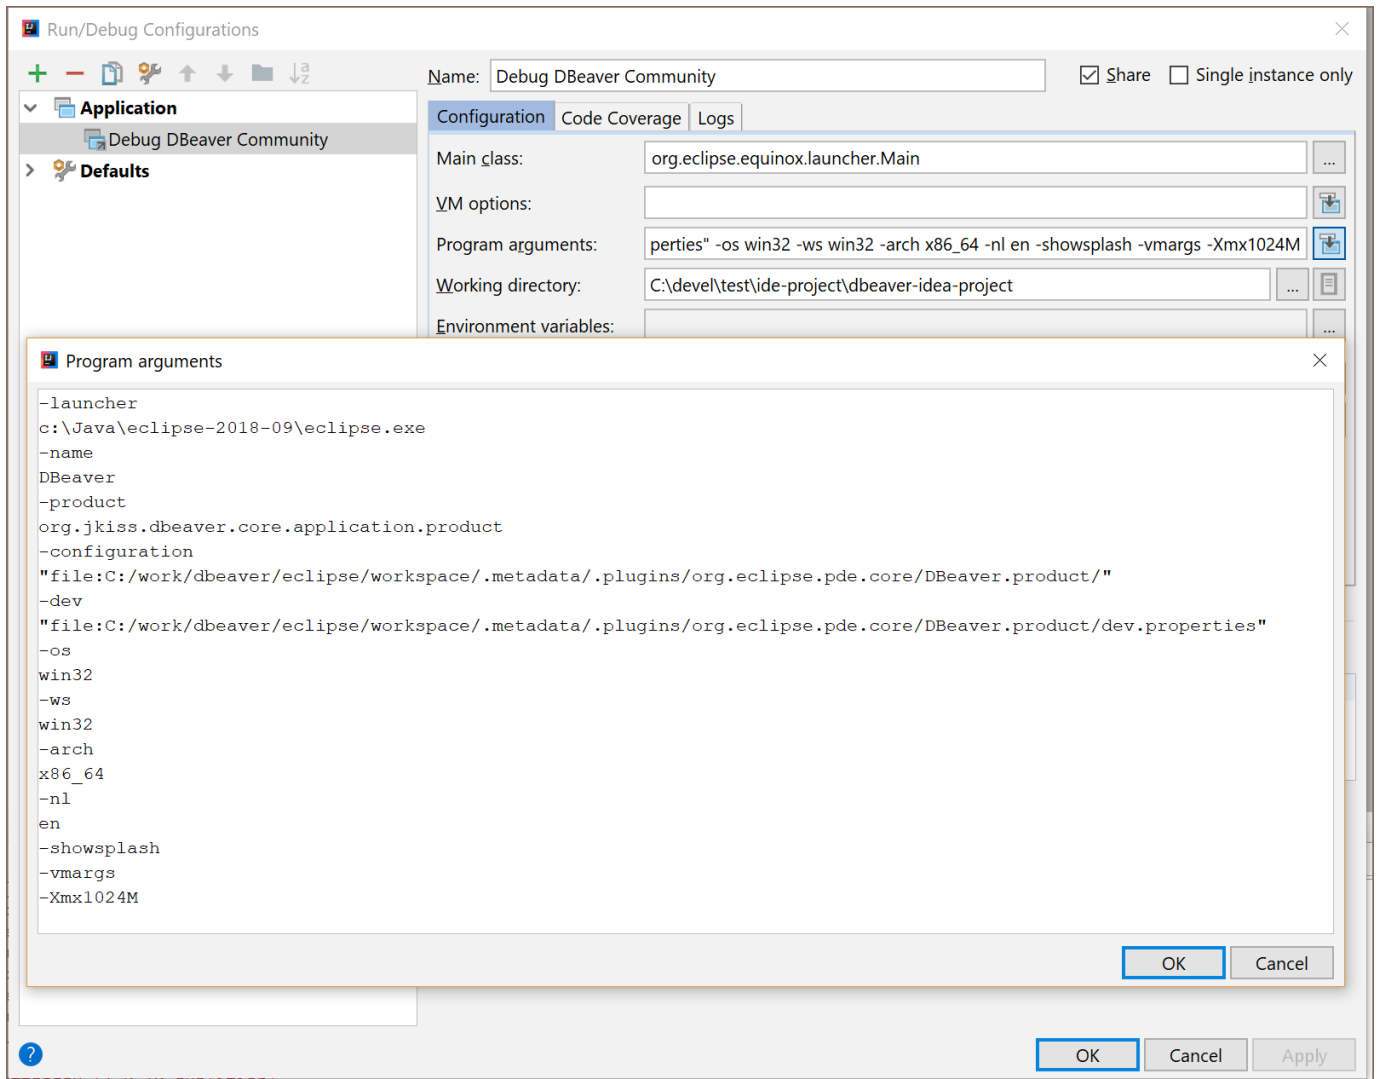 Run/Debug Configurations
Name: Debug DBeaver Community Share Single instance only
Application
Debug DBeaver Community
Defaults
Configuration Code Coverage Logs
Main class: org.eclipse.equinox.launcher.Main ...
VM options:
Program arguments: perties" -os win32 -ws win32 -arch x86_64 -nl en -showsplash -vmargs -Xmx1024M
Working directory: C:\devel\test\ide-project\dbeaver-idea-project ...
Environment variables: ...
Program arguments
-launcher
c:\Java\eclipse-2018-09\eclipse.exe
-name
DBeaver
-product
org.jkiss.dbeaver.core.application.product
-configuration
"file:C:/work/dbeaver/eclipse/workspace/.metadata/.plugins/org.eclipse.pde.core/DBeaver.product/"
-dev
"file:C:/work/dbeaver/eclipse/workspace/.metadata/.plugins/org.eclipse.pde.core/DBeaver.product/dev.properties"
-os
win32
-ws
win32
-arch
x86_64
-nl
en
-showsplash
-vmargs
-Xmx1024M
OK Cancel
? OK Cancel Apply